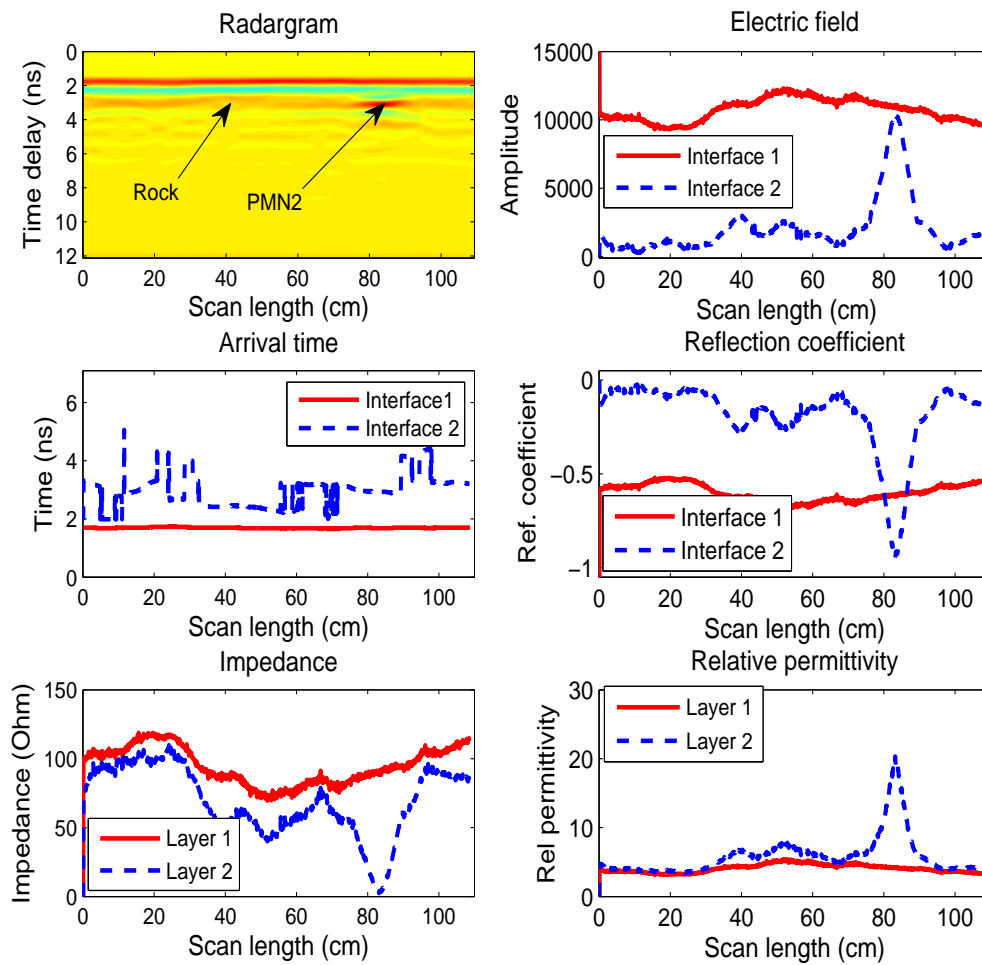 Radargram
Time delay (ns)
0
2
4
6
8
10
12
Rock
PMN2
0 20 40 60 80 100
Scan length (cm)
Electric field
Amplitude
15000
10000
5000
0
Interface 1
Interface 2
0 20 40 60 80 100
Scan length (cm)
Arrival time
Time (ns)
6
4
2
0
Interface1
Interface 2
0 20 40 60 80 100
Scan length (cm)
Reflection coefficient
Ref. coefficient
0
−0.5
−1
Interface 1
Interface 2
0 20 40 60 80 100
Scan length (cm)
Impedance
Impedance (Ohm)
150
100
50
0
Layer 1
Layer 2
0 20 40 60 80 100
Scan length (cm)
Relative permittivity
Rel permittivity
30
20
10
0
Layer 1
Layer 2
0 20 40 60 80 100
Scan length (cm)